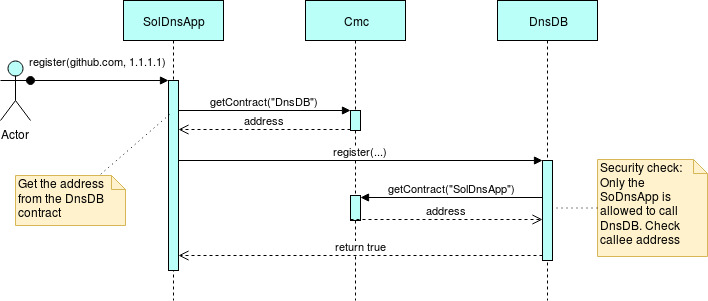 SolDnsApp
Cmc
DnsDB
register(github.com, 1.1.1.1)
Actor
getContract("DnsDB")
address
register(...)
Get the address
from the DnsDB
contract
getContract("SolDnsApp")
address
Security check:
Only the
SoDnsApp is
allowed to call
DnsDB. Check
callee address
return true